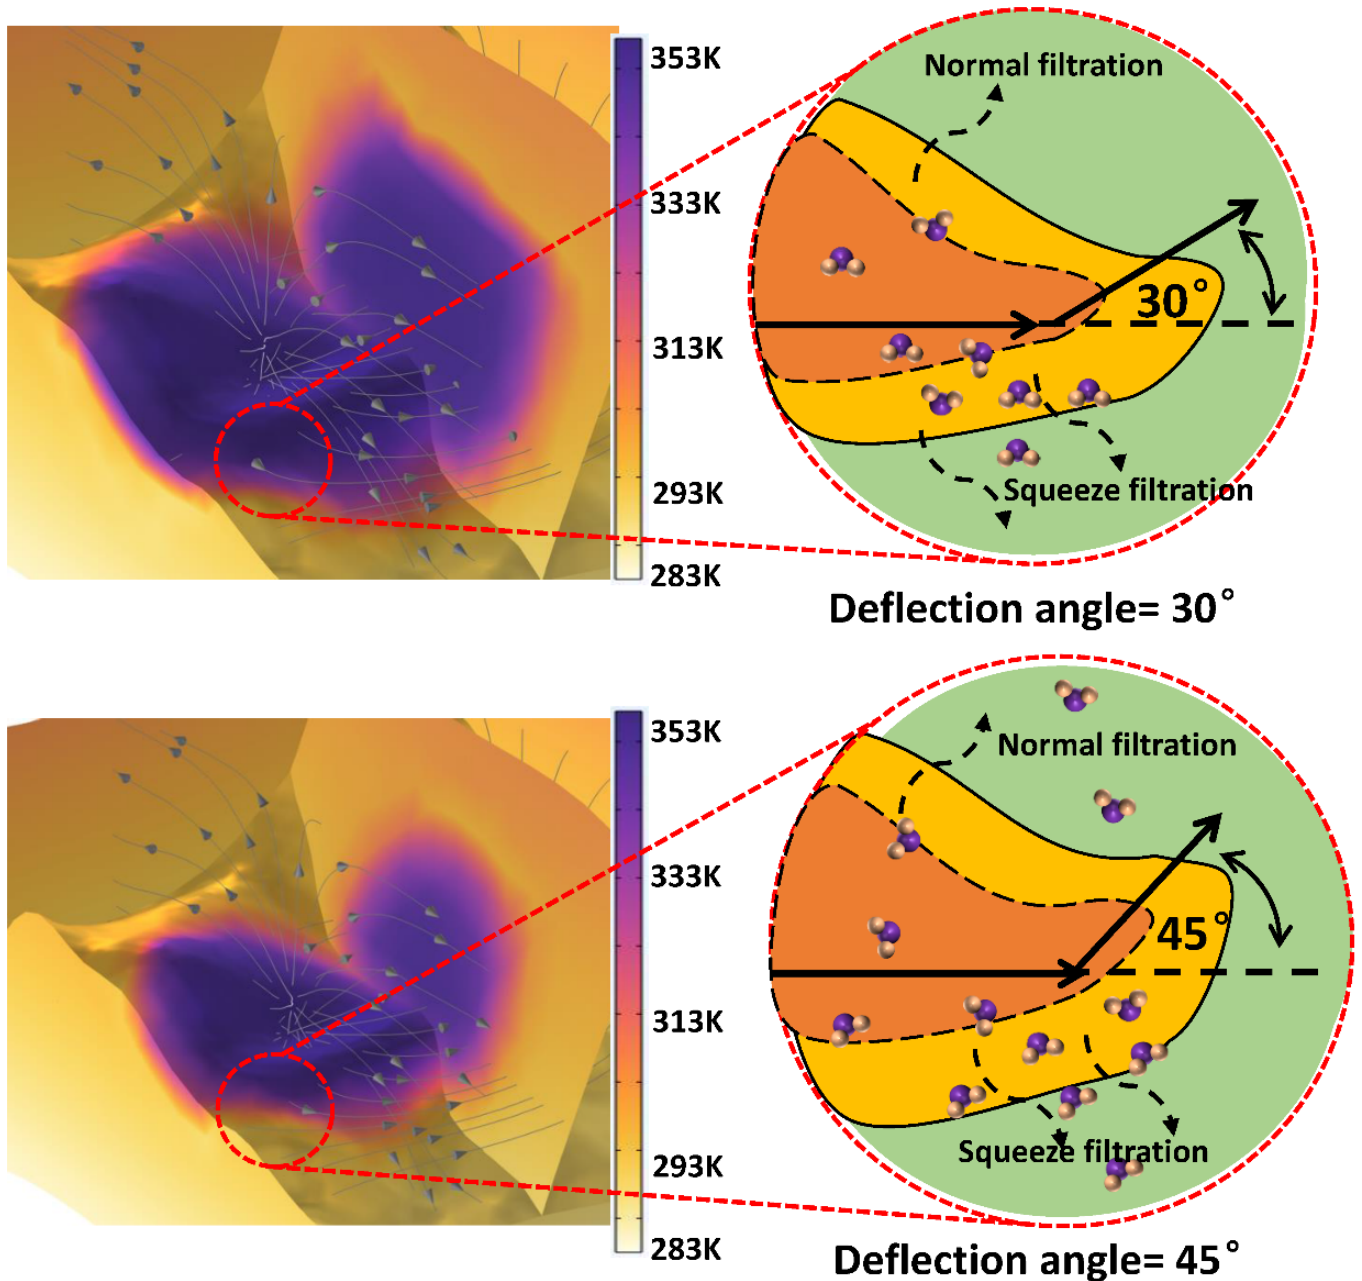 353K
333K
313K
293K
283K
Normal filtration
30°
Squeeze filtration
Deflection angle= 30°
353K
333K
313K
293K
283K
Normal filtration
45°
Squeeze filtration
Deflection angle= 45°